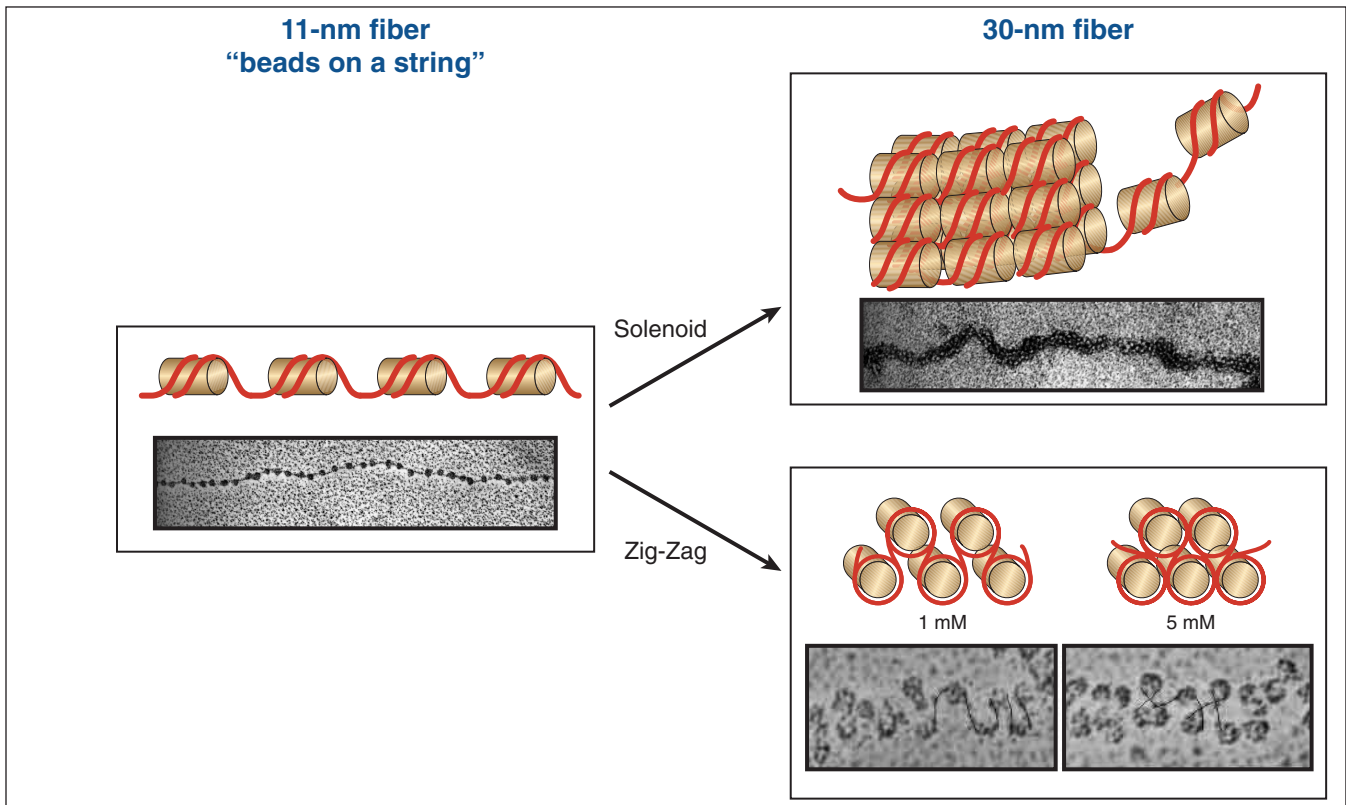 11-nm fiber
“beads on a string”
30-nm fiber
Solenoid
Zig-Zag
1 mM
5 mM